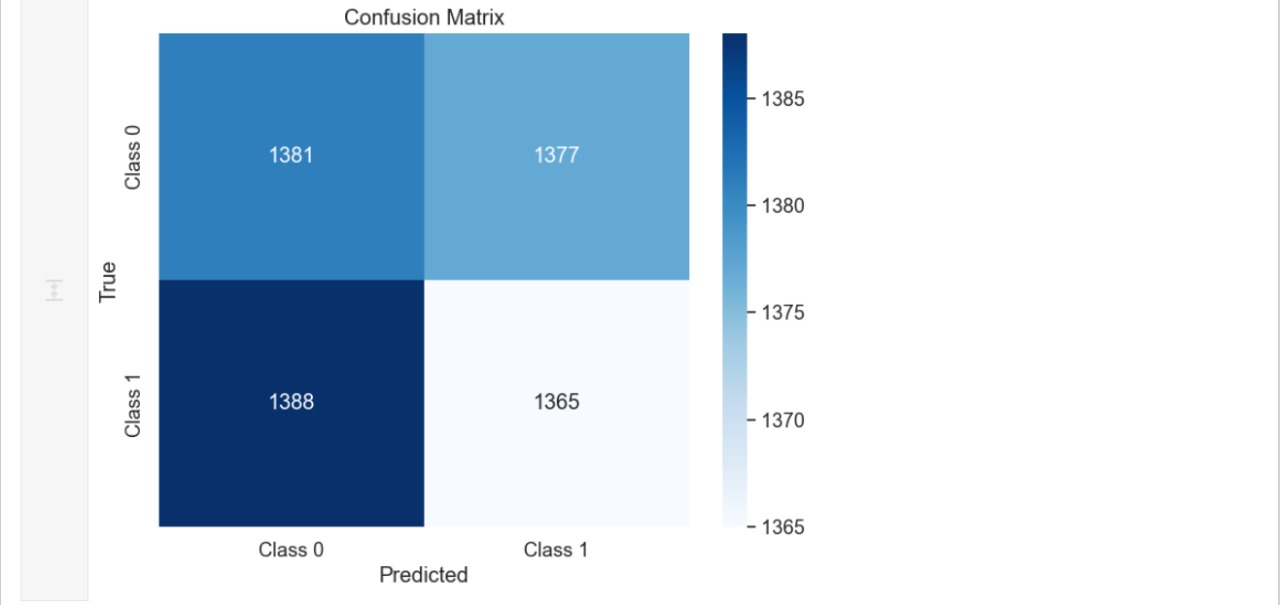 Confusion Matrix
Class 0
1381
1377
True
Class 1
1388
1365
Class 0
Class 1
Predicted
1385
1380
1375
1370
1365